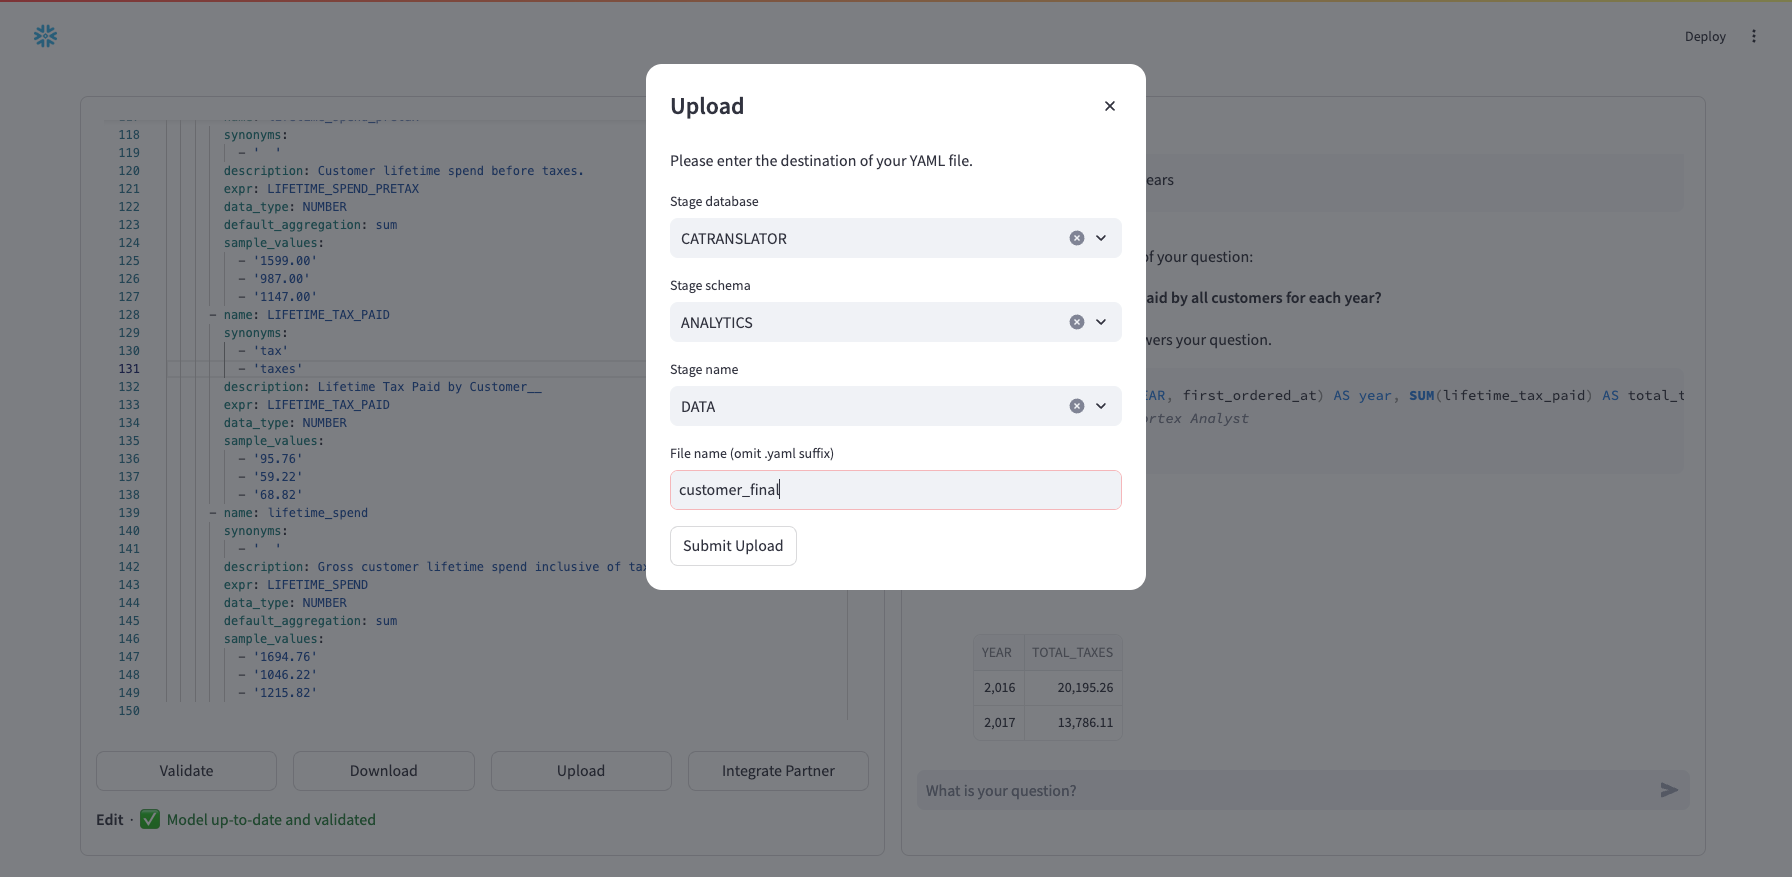 Deploy
Upload
Please enter the destination of your YAML file.
Stage database
CATRANSLATOR
Stage schema
ANALYTICS
Stage name
DATA
File name (omit .yaml suffix)
customer_final
Submit Upload
118 synonyms:
119 - '  '
120 description: Customer lifetime spend before taxes.
121 expr: LIFETIME_SPEND_PRETAX
122 data_type: NUMBER
123 default_aggregation: sum
124 sample_values:
125 - '1599.00'
126 - '987.00'
127 - '1147.00'
128 - name: LIFETIME_TAX_PAID
129 synonyms:
130 - 'tax'
131 - 'taxes'
132 description: Lifetime Tax Paid by Customer__
133 expr: LIFETIME_TAX_PAID
134 data_type: NUMBER
135 sample_values:
136 - '95.76'
137 - '59.22'
138 - '68.82'
139 - name: lifetime_spend
140 synonyms:
141 - '  '
142 description: Gross customer lifetime spend inclusive of
143 expr: LIFETIME_SPEND
144 data_type: NUMBER
145 default_aggregation: sum
146 sample_values:
147 - '1694.76'
148 - '1046.22'
149 - '1215.82'
150
Validate
Download
Upload
Integrate Partner
Edit · ✅ Model up-to-date and validated
ears
of your question:
aid by all customers for each year?
wers your question.
EAR, first_ordered_at) AS year, SUM(lifetime_tax_paid) AS total_t
rtex Analyst
YEAR TOTAL_TAXES
2,016 20,195.26
2,017 13,786.11
What is your question?